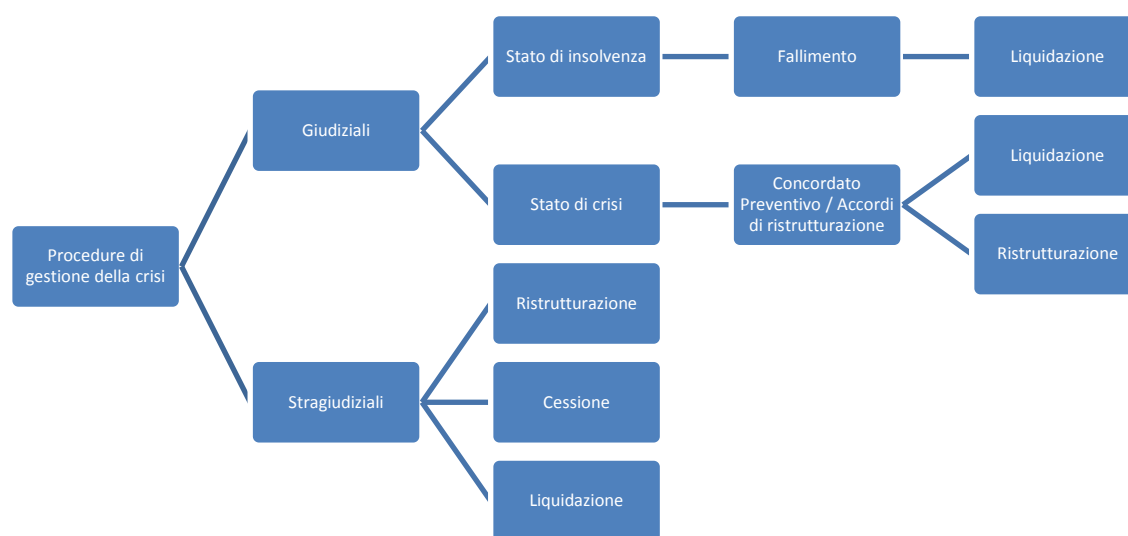 Stato di insolvenza
Fallimento
Liquidazione
Giudiziali
Liquidazione
Stato di crisi
Concordato
Preventivo / Accordi
di ristrutturazione
Procedure di
gestione della crisi
Ristrutturazione
Ristrutturazione
Stragiudiziali
Cessione
Liquidazione